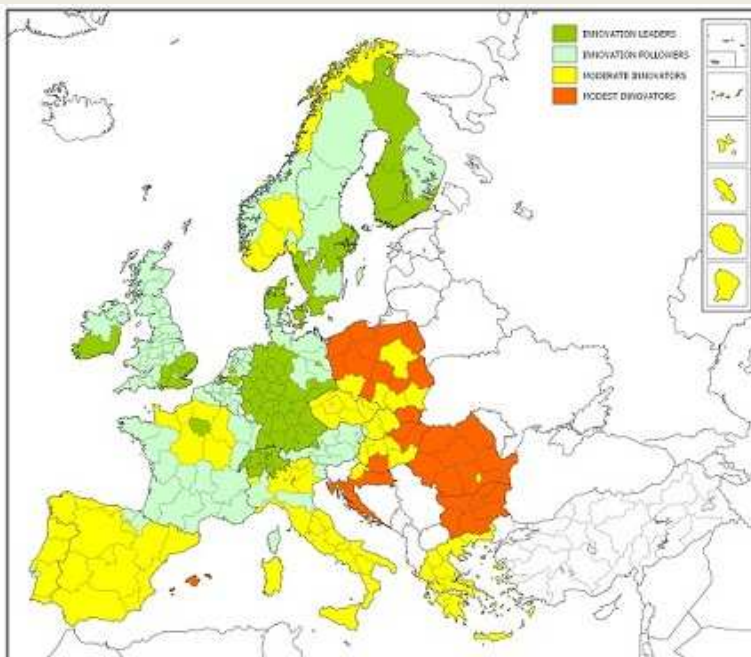 INNOVATION LEADERS
INNOVATION FOLLOWERS
MODERATE INNOVATORS
MODEST INNOVATORS